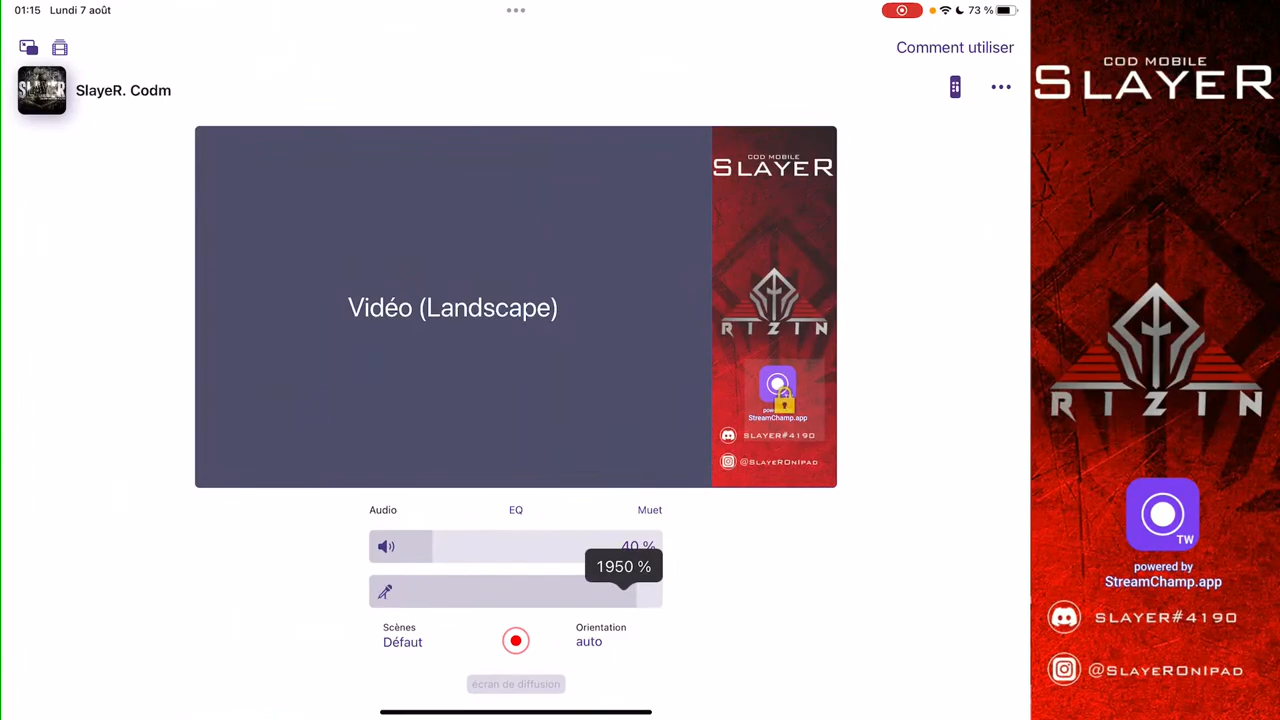 01:15 Lundi 7 août
73 %
Comment utiliser
SLAYER
SlayeR. Codm
Vidéo (Landscape)
COD MOBILE
SLAYER
RIZIN
StreamChamp.app
SLAYER#4190
@SLAYERONIPAD
Audio
EQ
Muet
40 %
1950 %
Scènes
Défaut
Orientation
auto
écran de diffusion
COD MOBILE
SLAYER
RIZIN
TW
powered by
StreamChamp.app
SLAYER#4190
@SLAYERONIPAD